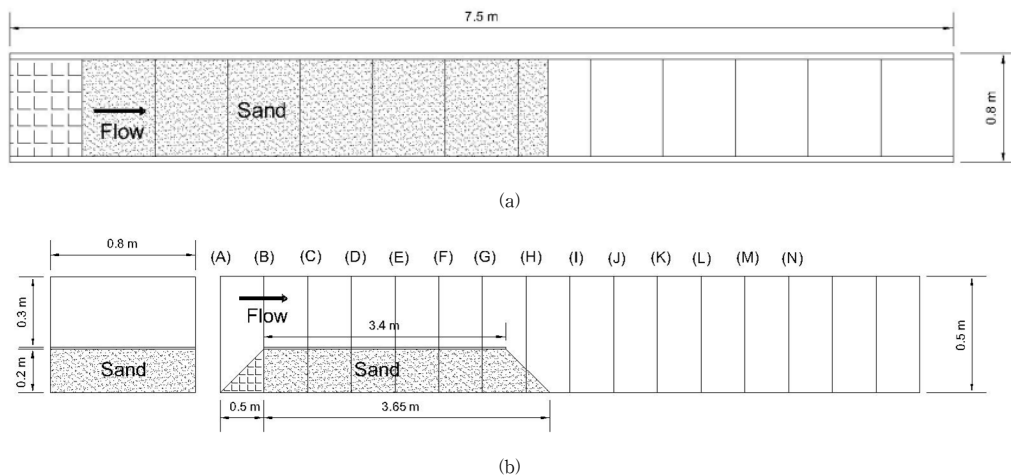 7.5 m
Sand
Flow
0.8 m
(a)
0.8 m
(A) (B) (C) (D) (E) (F) (G) (H) (I) (J) (K) (L) (M) (N)
0.3 m
Flow
3.4 m
0.5 m
0.2 m
Sand
Sand
0.5 m
3.65 m
(b)